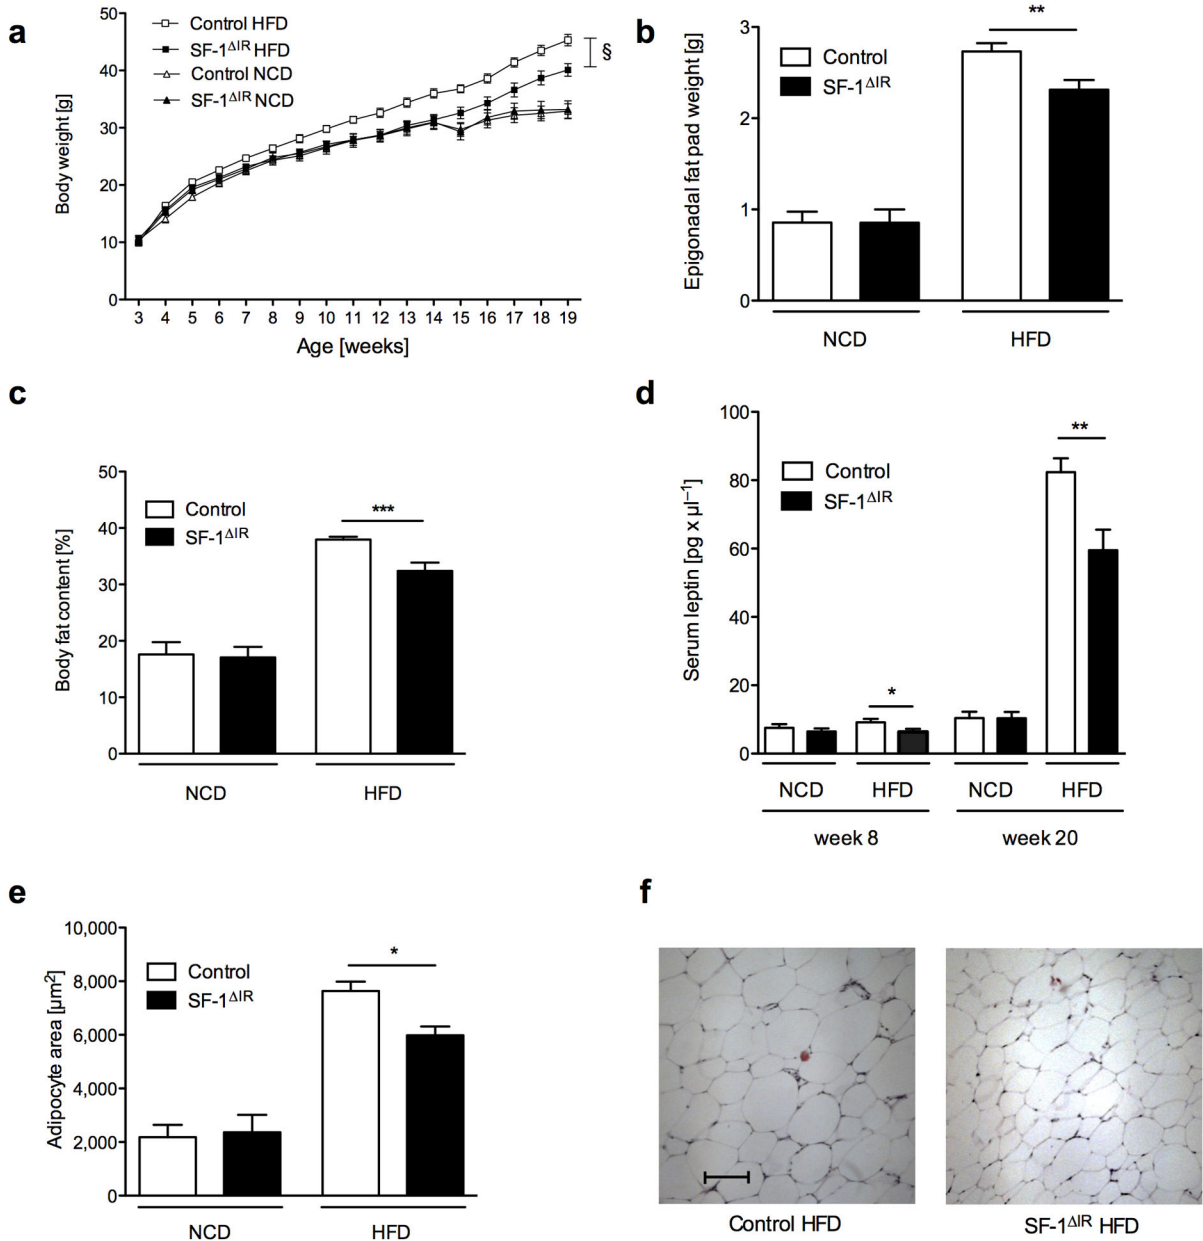 a
Body weight [g]
50
40
30
20
10
0
Control HFD
SF-1ΔIR HFD
Control NCD
SF-1ΔIR NCD
§
3 4 5 6 7 8 9 10 11 12 13 14 15 16 17 18 19
Age [weeks]
b
Epigonadal fat pad weight [g]
3
2
1
0
Control
SF-1ΔIR
**
NCD HFD
c
Body fat content [%]
50
40
30
20
10
0
Control
SF-1ΔIR
***
NCD HFD
d
Serum leptin [pg x µl–1]
100
80
60
40
20
0
Control
SF-1ΔIR
*
**
NCD HFD NCD HFD
week 8 week 20
e
Adipocyte area [µm2]
10,000
8,000
6,000
4,000
2,000
0
Control
SF-1ΔIR
*
NCD HFD
f
Control HFD SF-1ΔIR HFD